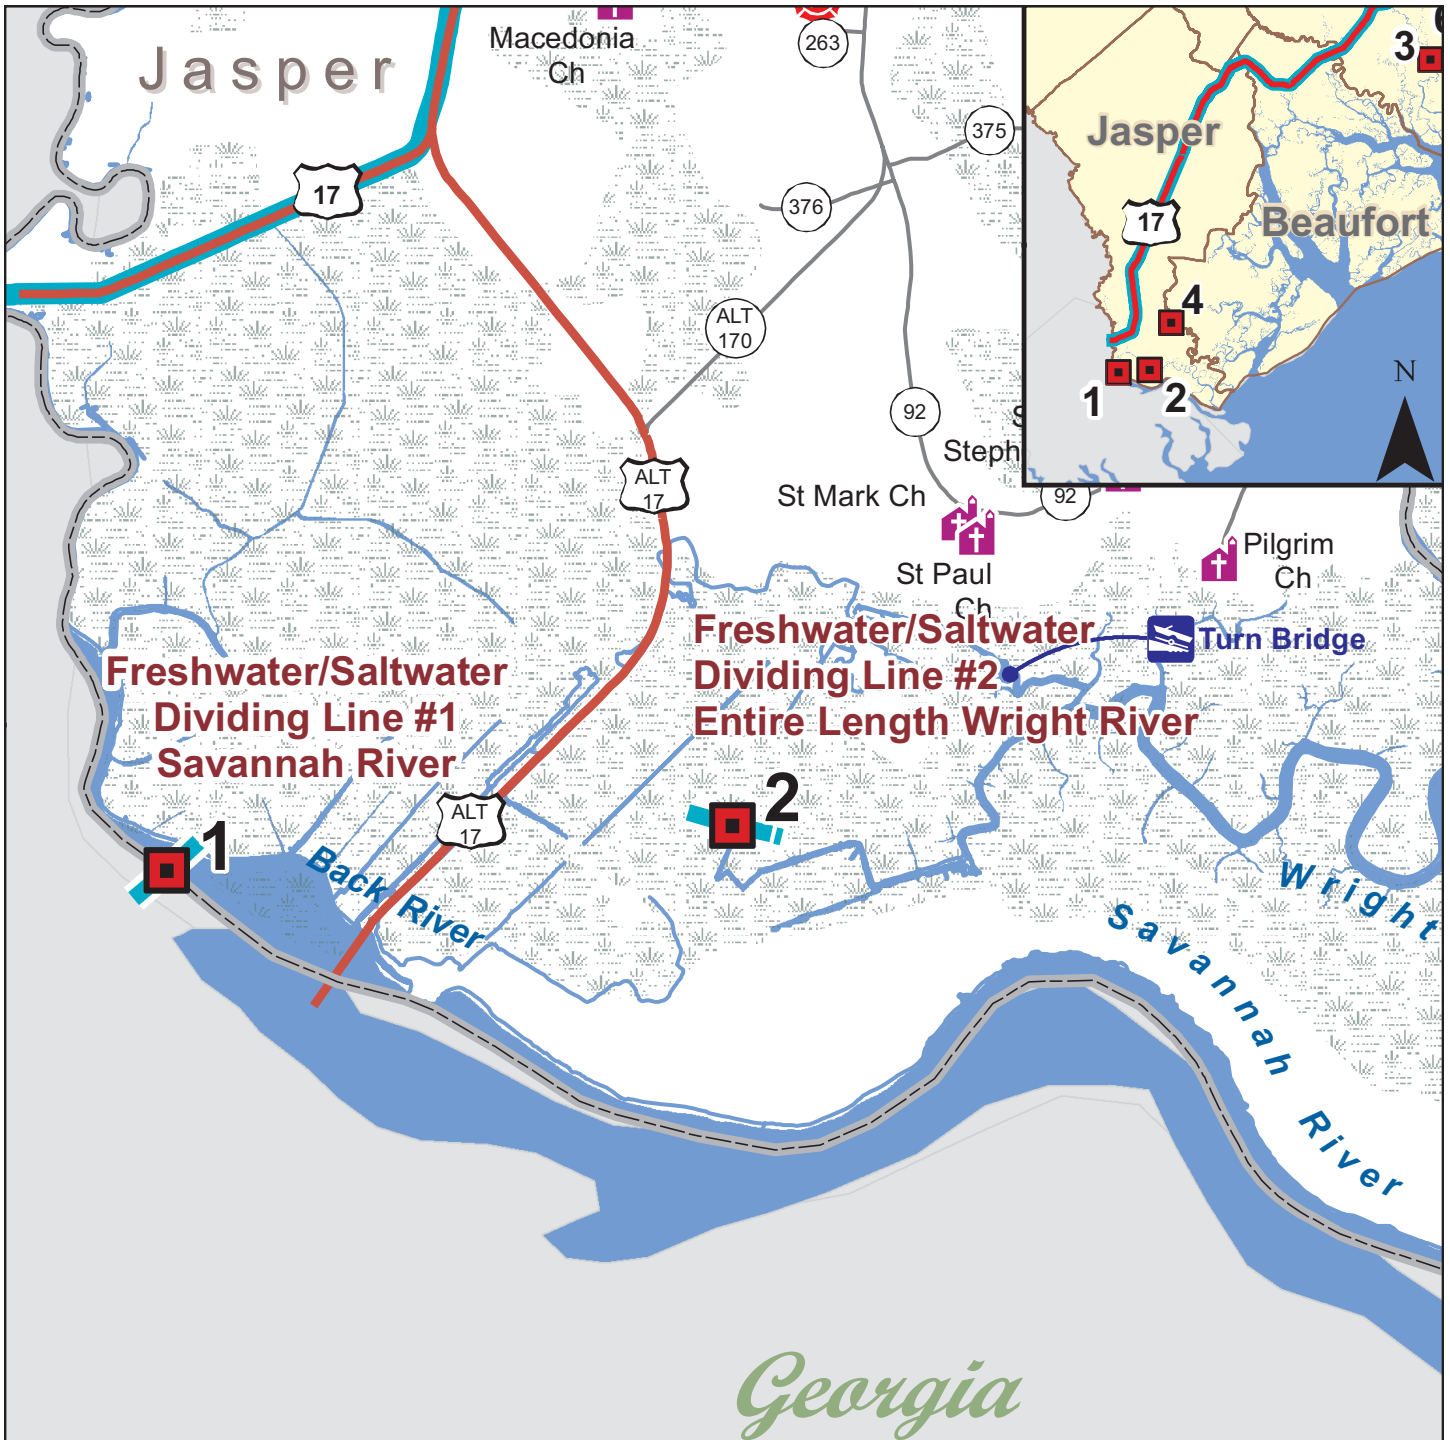 Macedonia
Ch
263
Jasper
375
17
376
ALT
170
92
S
Steph
St Mark Ch
92
ALT
17
St Paul
Ch
Pilgrim
Ch
Turn Bridge
Freshwater/Saltwater
Dividing Line #1
Savannah River
Freshwater/Saltwater
Dividing Line #2
Entire Length Wright River
1
2
ALT
17
Back River
Wright
Savannah
River
Georgia
3
Jasper
17
Beaufort
4
1
2
N